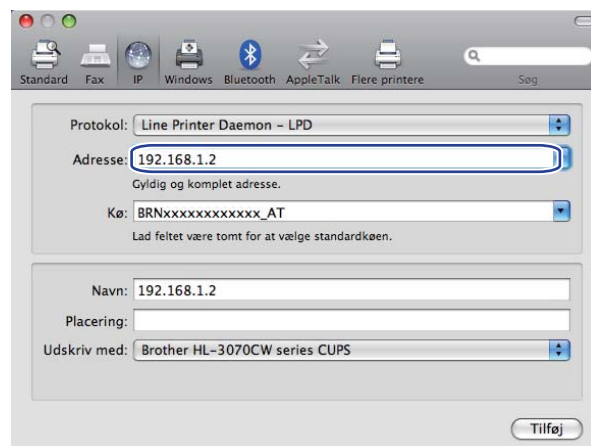 Standard Fax IP Windows Bluetooth AppleTalk Flere printere Søg
Protokol: Line Printer Daemon – LPD
Adresse: 192.168.1.2
Gyldig og komplet adresse.
Kø: BRNxxxxxxxxxxxx_AT
Lad feltet være tomt for at vælge standardkøen.
Navn: 192.168.1.2
Placering:
Udskriv med: Brother HL-3070CW series CUPS
Tilføj